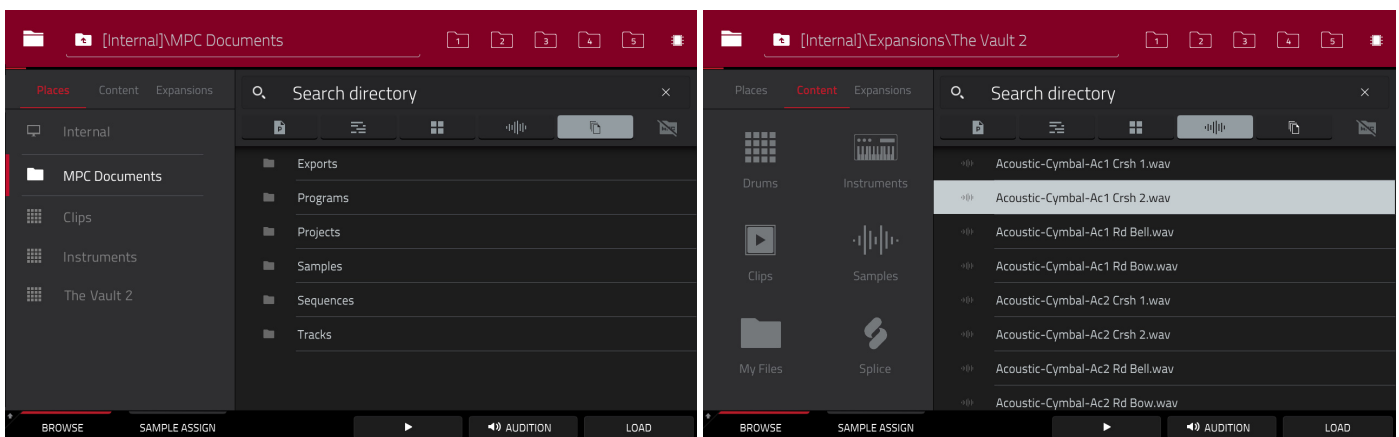 [Internal]\MPC Documents
1 2 3 4 5
Places Content Expansions
Search directory
P
Internal
MPC Documents
Clips
Instruments
The Vault 2
Exports
Programs
Projects
Samples
Sequences
Tracks
BROWSE SAMPLE ASSIGN AUDITION LOAD
[Internal]\Expansions\The Vault 2
1 2 3 4 5
Places Content Expansions
Search directory
P
Drums Instruments
Clips Samples
My Files Splice
Acoustic-Cymbal-Ac1 Crsh 1.wav
Acoustic-Cymbal-Ac1 Crsh 2.wav
Acoustic-Cymbal-Ac1 Rd Bell.wav
Acoustic-Cymbal-Ac1 Rd Bow.wav
Acoustic-Cymbal-Ac2 Crsh 1.wav
Acoustic-Cymbal-Ac2 Crsh 2.wav
Acoustic-Cymbal-Ac2 Rd Bell.wav
Acoustic-Cymbal-Ac2 Rd Bow.wav
BROWSE SAMPLE ASSIGN AUDITION LOAD